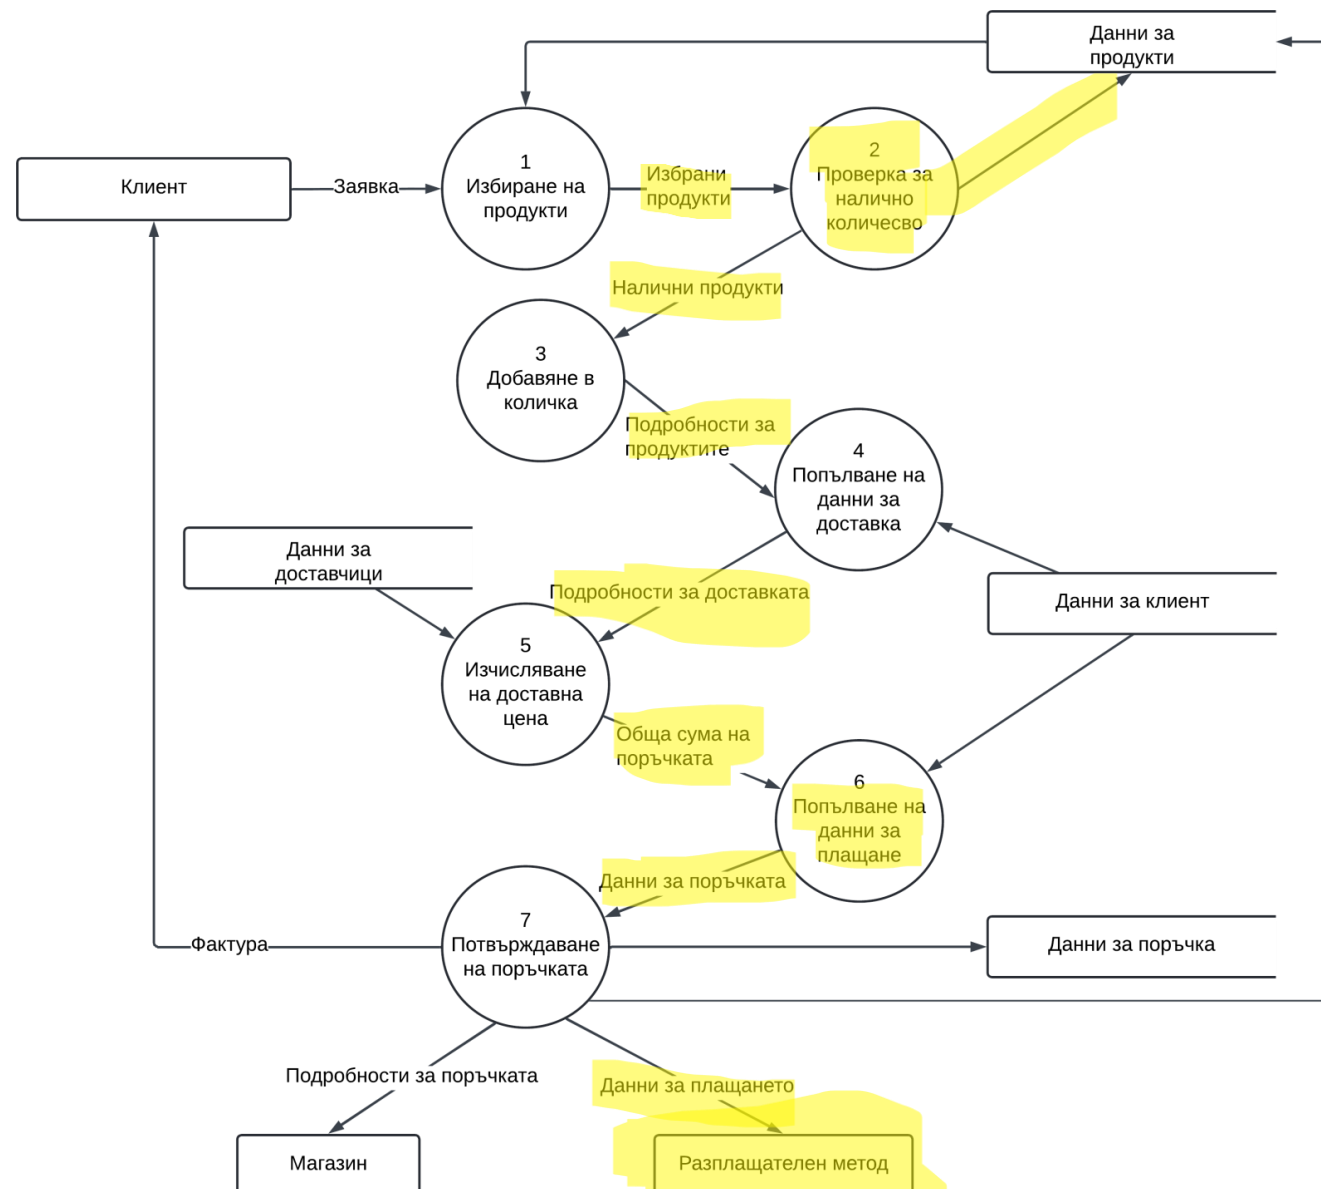 Данни за
продукти
Клиент
Заявка
1
Избиране на
продукти
Избрани
продукти
2
Проверка за
налично
количесво
Налични продукти
3
Добавяне в
количка
Подробности за
продуктите
4
Попълване на
данни за
доставка
Данни за
доставчици
Подробности за доставката
Данни за клиент
5
Изчисляване
на доставна
цена
Обща сума на
поръчката
6
Попълване на
данни за
плащане
Данни за поръчката
7
Потвърждаване
на поръчката
Фактура
Данни за поръчка
Подробности за поръчката
Данни за плащането
Магазин
Разплащателен метод